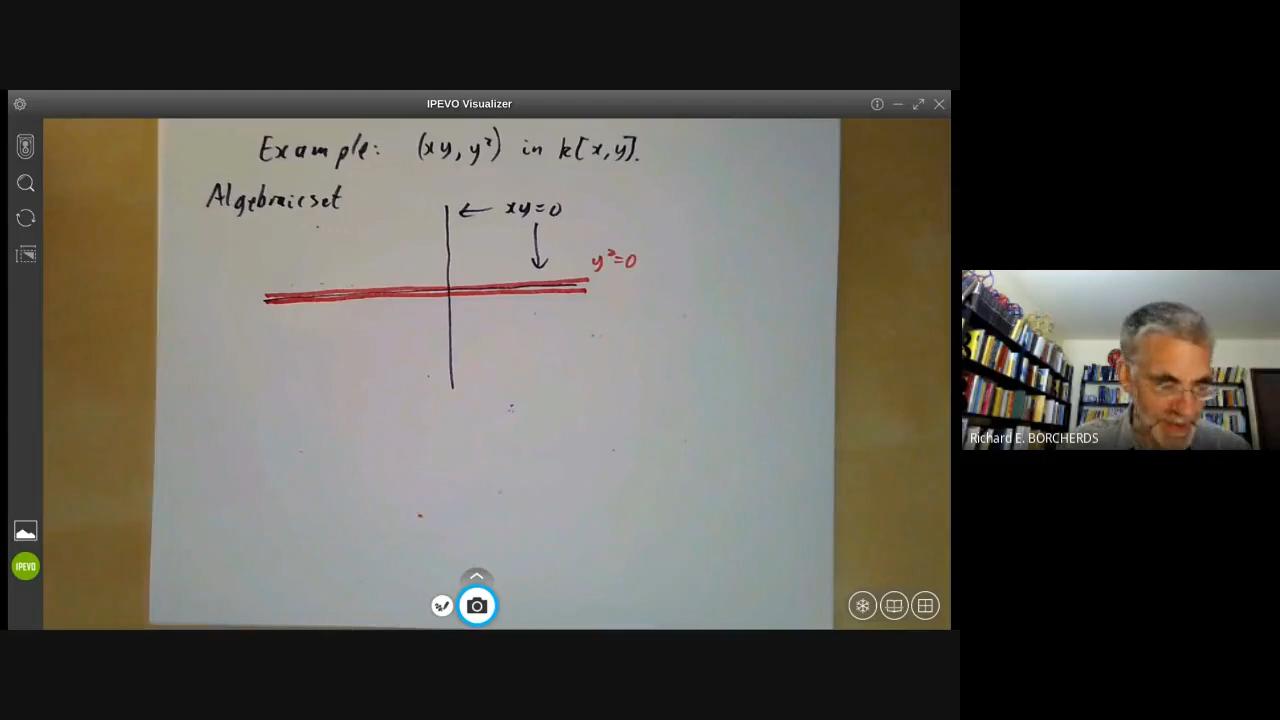 IPEVO Visualizer
Example: (xy, y²) in k[x,y].
Algebraic set
xy=0
y²=0
IPEVO
Richard E. BORCHERDS